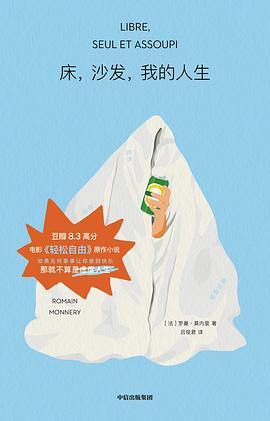 LIBRE,
SEUL ET ASSOUPI
床，沙发，我的人生
豆瓣 8.3 高分
电影《轻松自由》原作小说
如果无所事事让你感到快乐
那就不算是虚度人生
ROMAIN
MONNERY
［法］罗曼·莫内里 著
吕俊君 译
中信出版集团